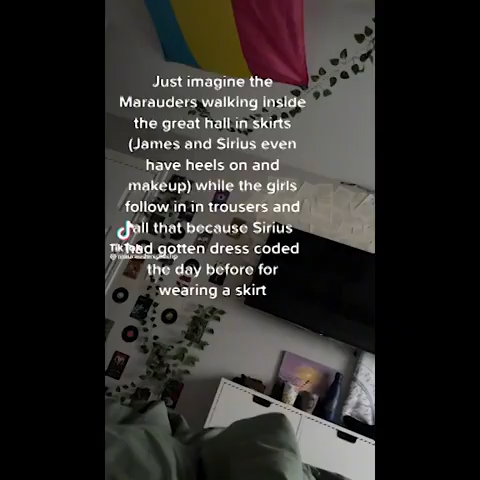 Just imagine the
Marauders walking inside
the great hall in skirts
(James and Sirius even
have heels on and
makeup) while the girls
follow in in trousers and
all that because Sirius
had gotten dress coded
the day before for
wearing a skirt
TikTok